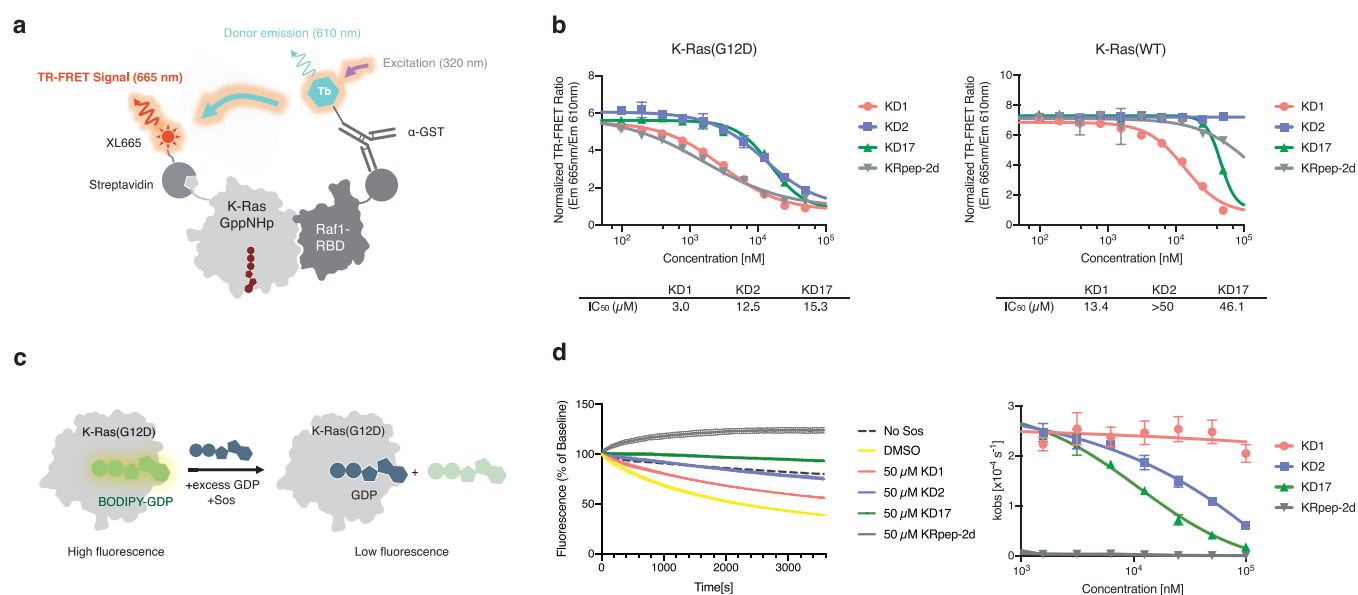 a
Donor emission (610 nm)
Excitation (320 nm)
TR-FRET Signal (665 nm)
Tb
XL665
α-GST
Streptavidin
K-Ras
GppNHp
Raf1-
RBD
b
K-Ras(G12D)
Normalized TR-FRET Ratio
(Em 665nm/Em 610nm)
8
6
4
2
0
10²
10³
10⁴
10⁵
Concentration [nM]
KD1
KD2
KD17
KRpep-2d
KD1 KD2 KD17
IC₅₀ (µM) 3.0 12.5 15.3
K-Ras(WT)
Normalized TR-FRET Ratio
(Em 665nm/Em 610nm)
10
8
6
4
2
0
10²
10³
10⁴
10⁵
Concentration [nM]
KD1
KD2
KD17
KRpep-2d
KD1 KD2 KD17
IC₅₀ (µM) 13.4 >50 46.1
c
K-Ras(G12D)
BODIPY-GDP
High fluorescence
+excess GDP
+Sos
K-Ras(G12D)
GDP
+
Low fluorescence
d
Fluorescence (% of Baseline)
150
100
50
0
0 1000 2000 3000
Time[s]
No Sos
DMSO
50 µM KD1
50 µM KD2
50 µM KD17
50 µM KRpep-2d
kobs [x10⁻⁴ s⁻¹]
3
2
1
0
10³
10⁴
10⁵
Concentration [nM]
KD1
KD2
KD17
KRpep-2d